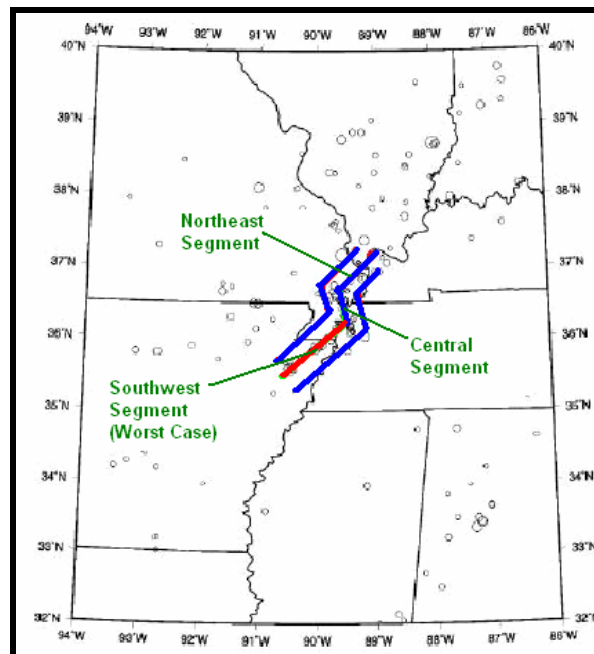 94°W 93°W 92°W 91°W 90°W 89°W 88°W 87°W 86°W
40°N 40°N
39°N 39°N
38°N 38°N
Northeast
Segment
37°N 37°N
36°N 36°N
Central
Segment
Southwest
Segment
(Worst Case)
35°N 35°N
34°N 34°N
33°N 33°N
32°N 32°N
94°W 93°W 92°W 91°W 90°W 89°W 88°W 87°W 86°W